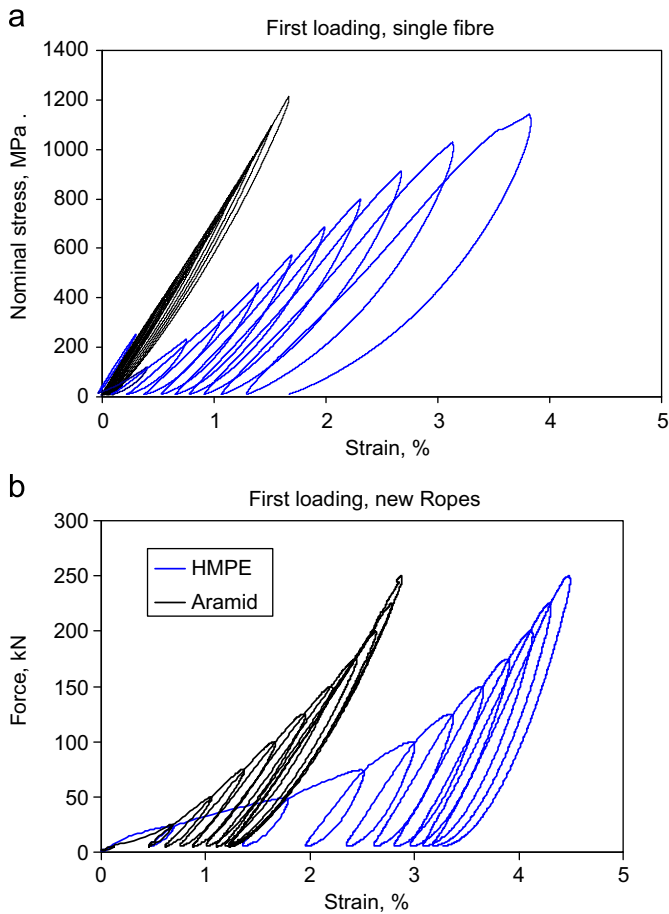 a
First loading, single fibre
1400
1200
1000
800
600
400
200
0
Nominal stress, MPa .
0 1 2 3 4 5
Strain, %
b
First loading, new Ropes
300
250
200
150
100
50
0
Force, kN
HMPE
Aramid
0 1 2 3 4 5
Strain, %